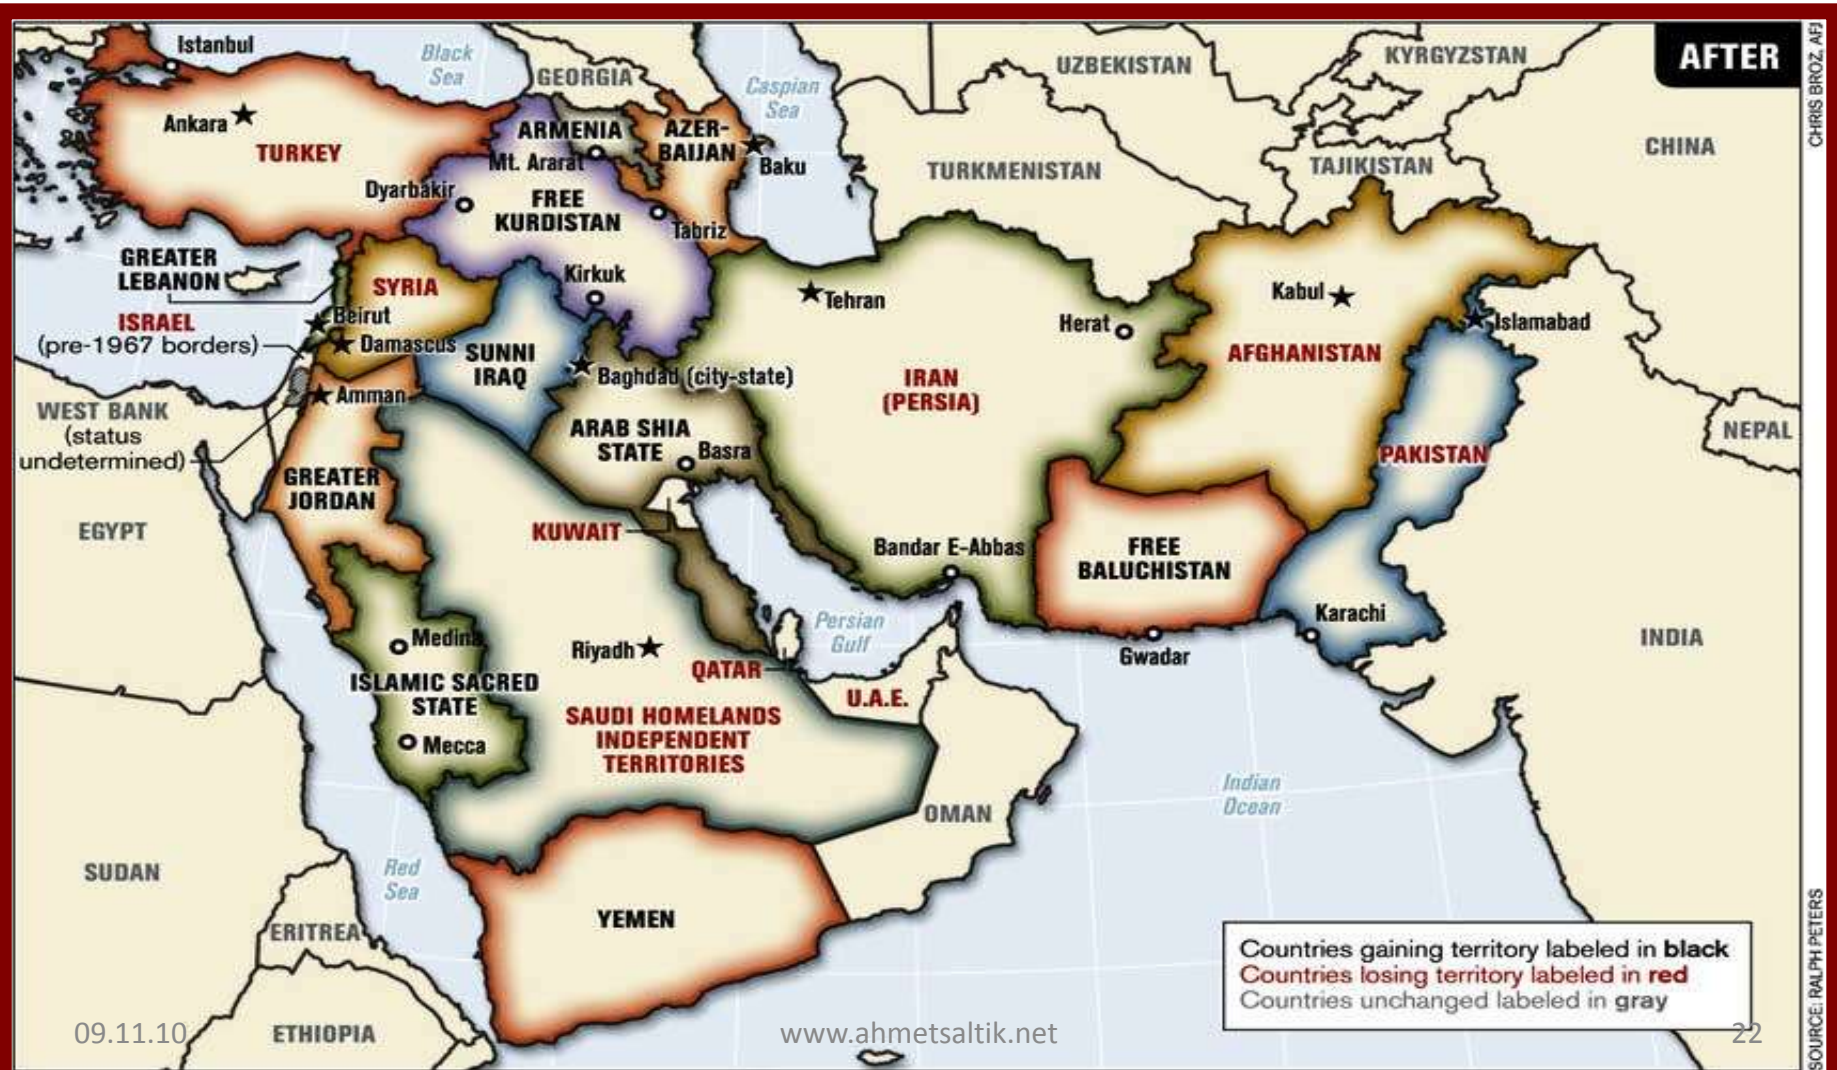 AFTER
CHRIS BROZ, AFJ
Istanbul
Black
Sea
GEORGIA
Caspian
Sea
UZBEKISTAN
KYRGYZSTAN
CHINA
Ankara
TURKEY
ARMENIA
Mt. Ararat
AZER-
BAIJAN
Baku
TURKMENISTAN
TAJIKISTAN
Dyarbakir
FREE
KURDISTAN
Tabriz
GREATER
LEBANON
SYRIA
Kirkuk
Tehran
Herat
Kabul
Islamabad
ISRAEL
(pre-1967 borders)
Beirut
Damascus
SUNNI
IRAQ
Baghdad (city-state)
IRAN
(PERSIA)
AFGHANISTAN
Amman
WEST BANK
(status
undetermined)
ARAB SHIA
STATE
Basra
PAKISTAN
NEPAL
GREATER
JORDAN
EGYPT
KUWAIT
Bandar E-Abbas
FREE
BALUCHISTAN
Karachi
Gwadar
INDIA
Medina
Riyadh
Persian
Gulf
QATAR
U.A.E.
ISLAMIC SACRED
STATE
Mecca
SAUDI HOMELANDS
INDEPENDENT
TERRITORIES
OMAN
Indian
Ocean
SUDAN
Red
Sea
YEMEN
ERITREA
ETHIOPIA
Countries gaining territory labeled in black
Countries losing territory labeled in red
Countries unchanged labeled in gray
SOURCE: RALPH PETERS
09.11.10
www.ahmetsaltik.net
22